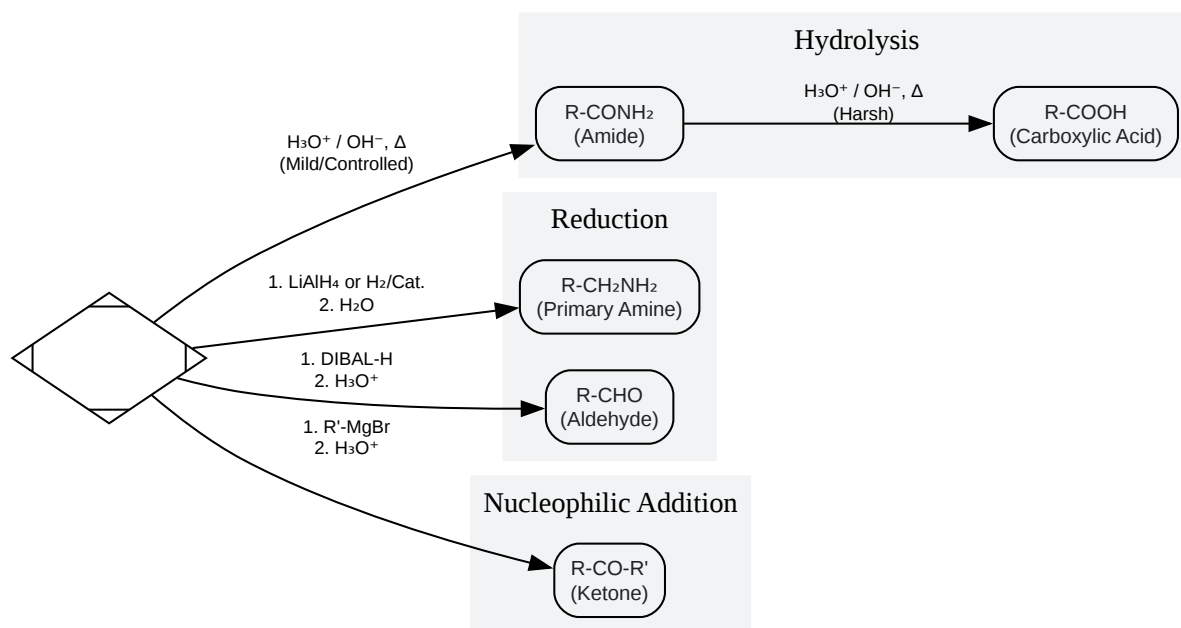 Hydrolysis
H₃O⁺ / OH⁻, Δ
(Mild/Controlled)
R-CONH₂
(Amide)
H₃O⁺ / OH⁻, Δ
(Harsh)
R-COOH
(Carboxylic Acid)
Reduction
1. LiAlH₄ or H₂/Cat.
2. H₂O
R-CH₂NH₂
(Primary Amine)
1. DIBAL-H
2. H₃O⁺
R-CHO
(Aldehyde)
1. R'-MgBr
2. H₃O⁺
Nucleophilic Addition
R-CO-R'
(Ketone)